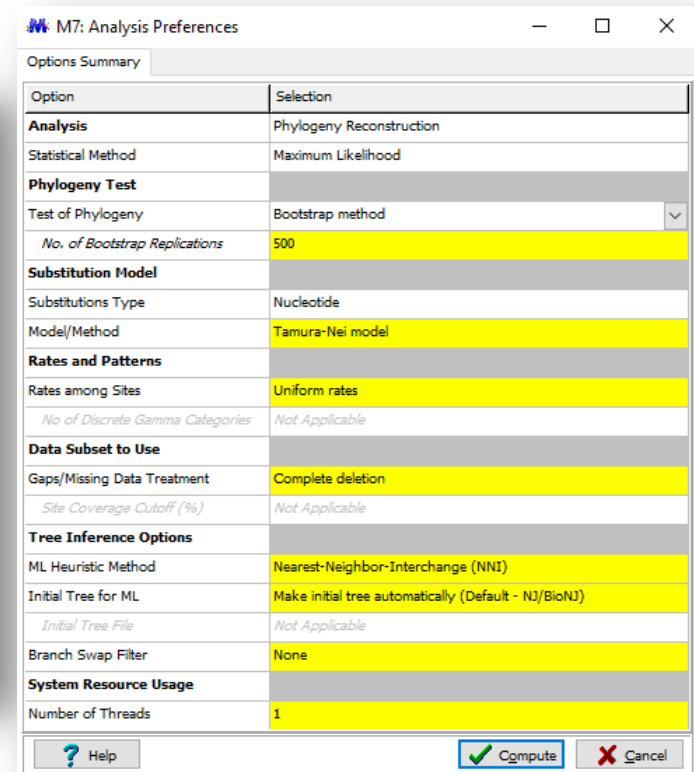 M7: Analysis Preferences
Options Summary
Option Selection
Analysis Phylogeny Reconstruction
Statistical Method Maximum Likelihood
Phylogeny Test
Test of Phylogeny Bootstrap method
No. of Bootstrap Replications 500
Substitution Model
Substitutions Type Nucleotide
Model/Method Tamura-Nei model
Rates and Patterns
Rates among Sites Uniform rates
No of Discrete Gamma Categories Not Applicable
Data Subset to Use
Gaps/Missing Data Treatment Complete deletion
Site Coverage Cutoff (%) Not Applicable
Tree Inference Options
ML Heuristic Method Nearest-Neighbor-Interchange (NNI)
Initial Tree for ML Make initial tree automatically (Default - NJ/BioNJ)
Initial Tree File Not Applicable
Branch Swap Filter None
System Resource Usage
Number of Threads 1
? Help Compute Cancel